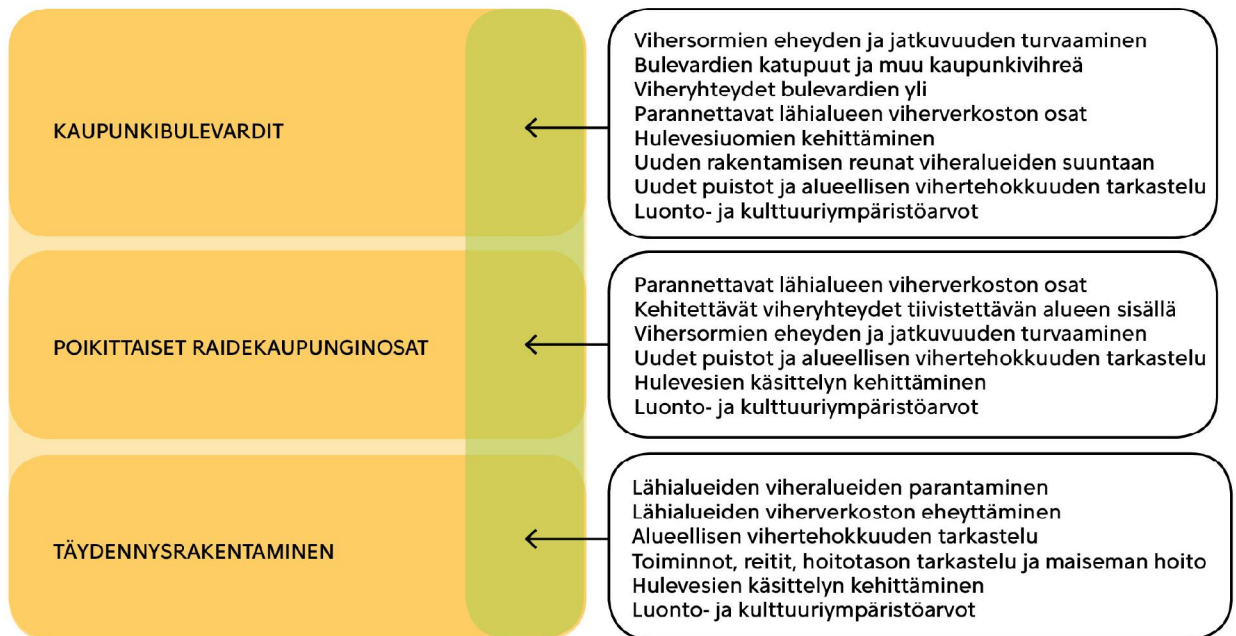 KAUPUNKIBULEVARDIT
Vihersormien eheyden ja jatkuvuuden turvaaminen
Bulevardien katupuut ja muu kaupunkivihreä
Viheryhteydet bulevardien yli
Parannettavat lähialueen viherverkoston osat
Hulevesiuomien kehittäminen
Uuden rakentamisen reunat viheralueiden suuntaan
Uudet puistot ja alueellisen vihertehokkuuden tarkastelu
Luonto- ja kulttuuriympäristöarvot
POIKITTAISET RAIDEKAUPUNGINOSAT
Parannettavat lähialueen viherverkoston osat
Kehitettävät viheryhteydet tiivistettävän alueen sisällä
Vihersormien eheyden ja jatkuvuuden turvaaminen
Uudet puistot ja alueellisen vihertehokkuuden tarkastelu
Hulevesien käsittelyn kehittäminen
Luonto- ja kulttuuriympäristöarvot
TÄYDENNYSRAKENTAMINEN
Lähialueiden viheralueiden parantaminen
Lähialueiden viherverkoston eheyttäminen
Alueellisen vihertehokkuuden tarkastelu
Toiminnot, reitit, hoitotason tarkastelu ja maiseman hoito
Hulevesien käsittelyn kehittäminen
Luonto- ja kulttuuriympäristöarvot